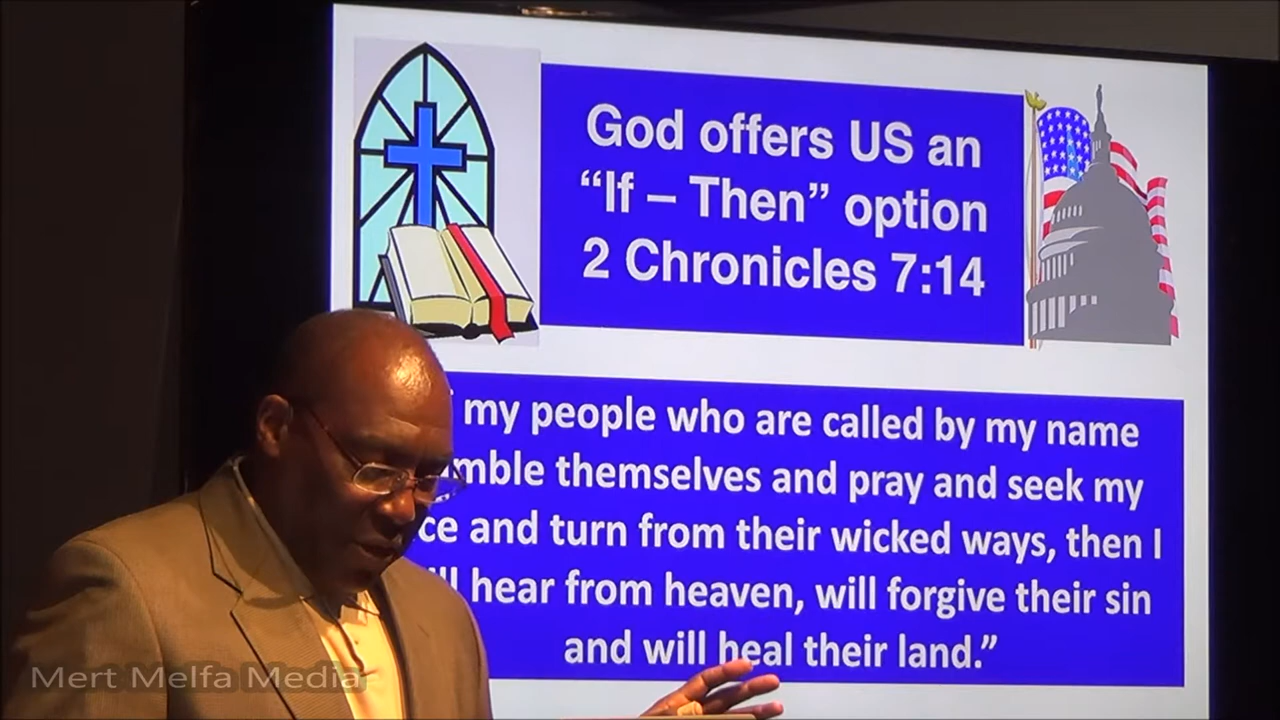 God offers US an
“If – Then” option
2 Chronicles 7:14
my people who are called by my name
mble themselves and pray and seek my
ce and turn from their wicked ways, then I
ll hear from heaven, will forgive their sin
and will heal their land.”
Mert Melfa Media